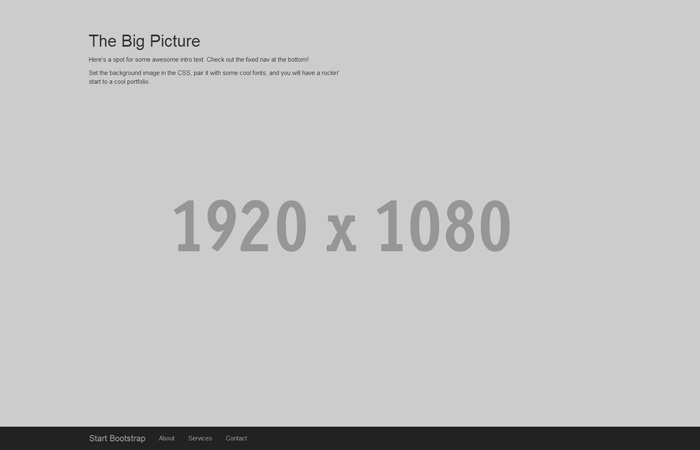 The Big Picture
Here's a spot for some awesome intro text. Check out the fixed nav at the bottom!
Set the background image in the CSS, pair it with some cool fonts, and you will have a rockin'
start to a cool portfolio.
1920 x 1080
Start Bootstrap About Services Contact